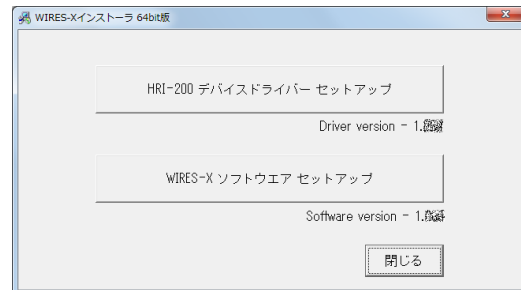 WIRES-Xインストーラ 64bit版
HRI-200 デバイスドライバー セットアップ
Driver version - 1.
WIRES-X ソフトウエア セットアップ
Software version - 1.
閉じる